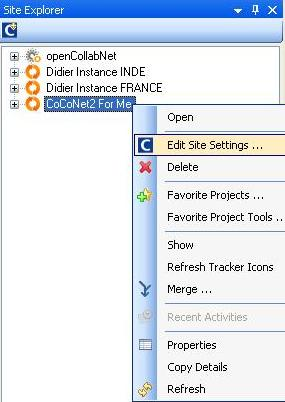 Site Explorer
openCollabNet
Didier Instance INDE
Didier Instance FRANCE
CoCoNet2 For Me
Open
Edit Site Settings ...
Delete
Favorite Projects ...
Favorite Project Tools ..
Show
Refresh Tracker Icons
Merge ...
Recent Activities
Properties
Copy Details
Refresh